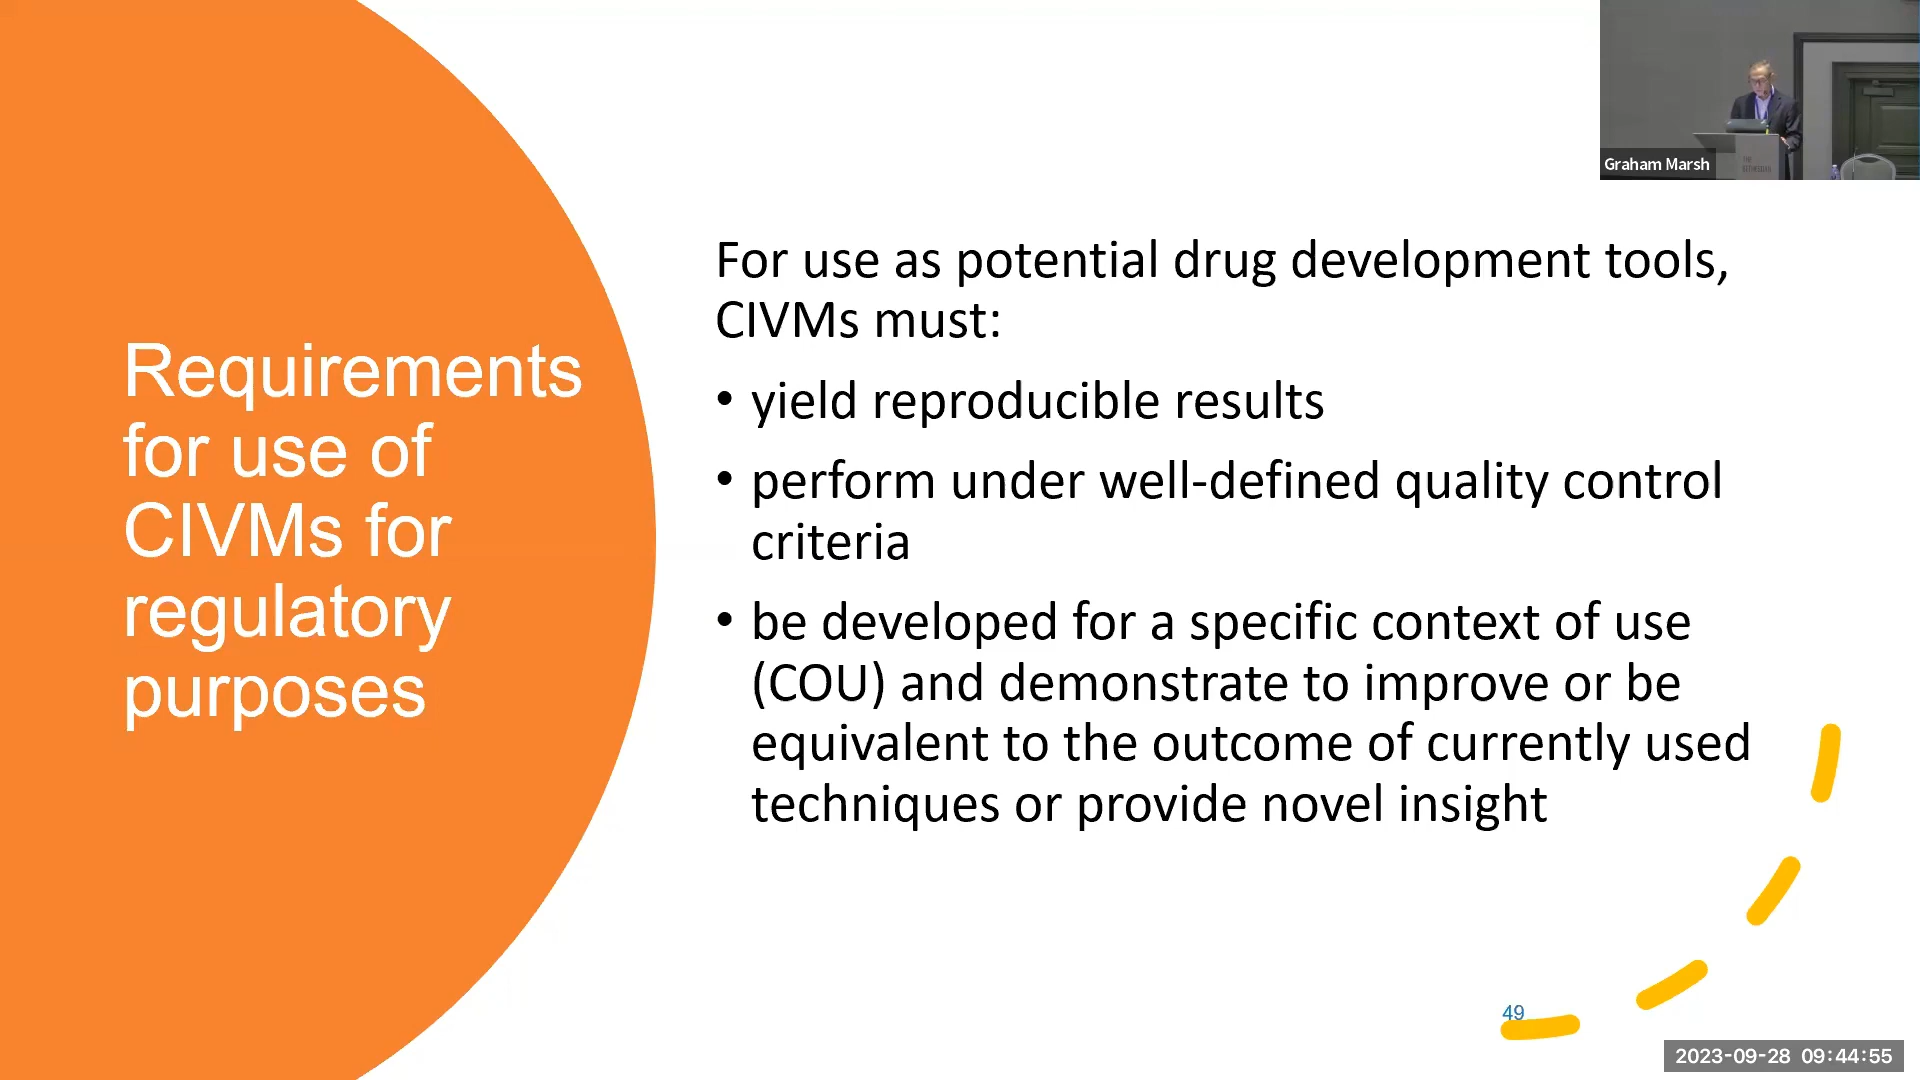 Requirements
for use of
CIVMs for
regulatory
purposes
For use as potential drug development tools,
CIVMs must:
• yield reproducible results
• perform under well-defined quality control
criteria
• be developed for a specific context of use
(COU) and demonstrate to improve or be
equivalent to the outcome of currently used
techniques or provide novel insight
49
Graham Marsh
2023-09-28 09:44:55